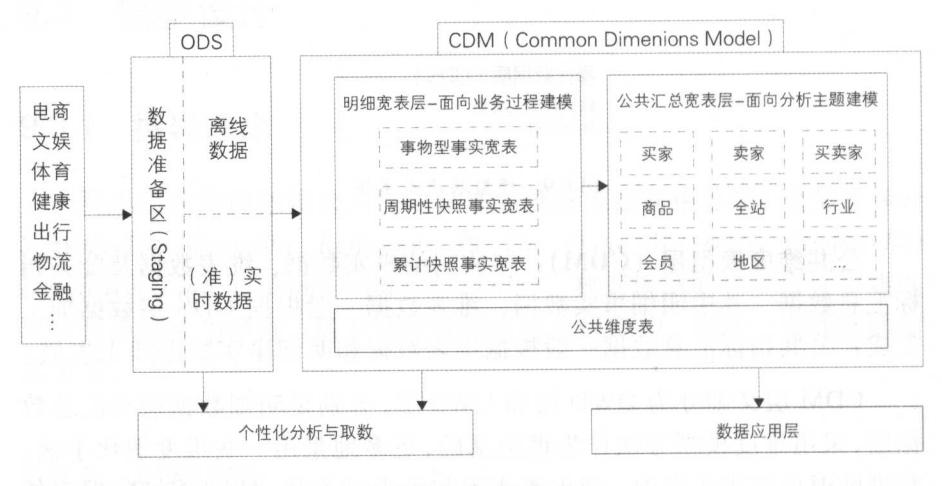 ODS
CDM ( Common Dimenions Model )
电商
文娱
体育
健康
出行
物流
金融
…
数据准备区(Staging)
离线
数据
(准)实
时数据
明细宽表层-面向业务过程建模
事物型事实宽表
周期性快照事实宽表
累计快照事实宽表
公共汇总宽表层-面向分析主题建模
买家
卖家
买卖家
商品
全站
行业
会员
地区
...
公共维度表
个性化分析与取数
数据应用层